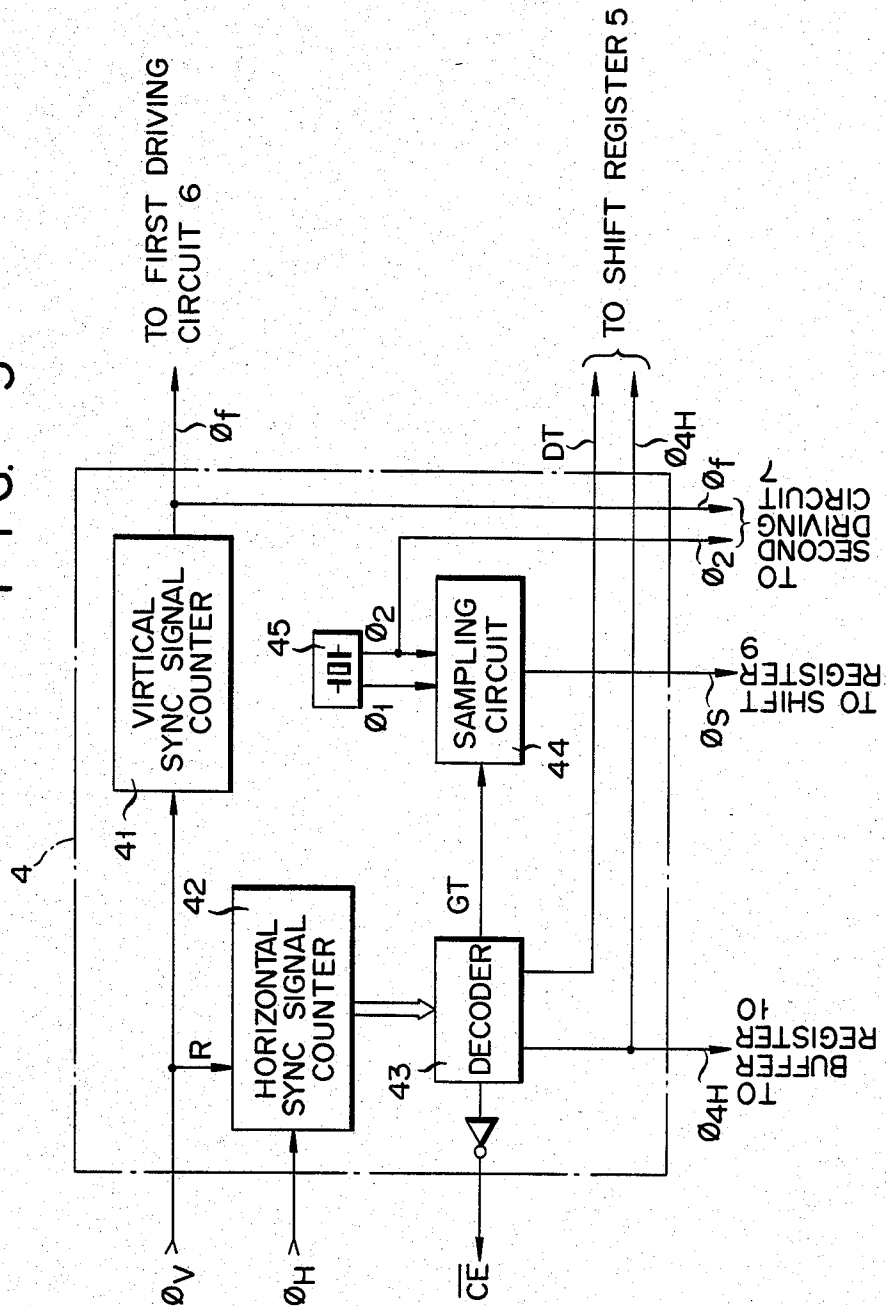 FIG.
4
ØV
ØH
CE
R
41
VIRTICAL
SYNC SIGNAL
COUNTER
Øf
TO FIRST DRIVING
CIRCUIT 6
42
HORIZONTAL
SYNC SIGNAL
COUNTER
45
Ø1
Ø2
43
DECODER
GT
SAMPLING
CIRCUIT
44
DT
Ø4H
TO SHIFT REGISTER 5
Ø4H
TO
BUFFER
REGISTER
10
ØS
TO SHIFT
REGISTER
9
Ø2
Øf
TO
SECOND
DRIVING
CIRCUIT
7